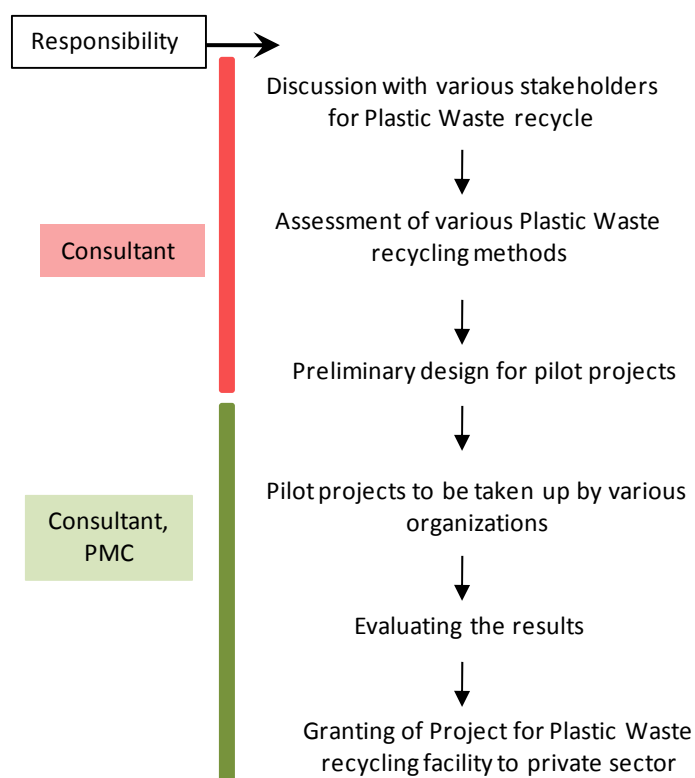 Responsibility
Discussion with various stakeholders
for Plastic Waste recycle
Consultant
Assessment of various Plastic Waste
recycling methods
Preliminary design for pilot projects
Consultant,
PMC
Pilot projects to be taken up by various
organizations
Evaluating the results
Granting of Project for Plastic Waste
recycling facility to private sector